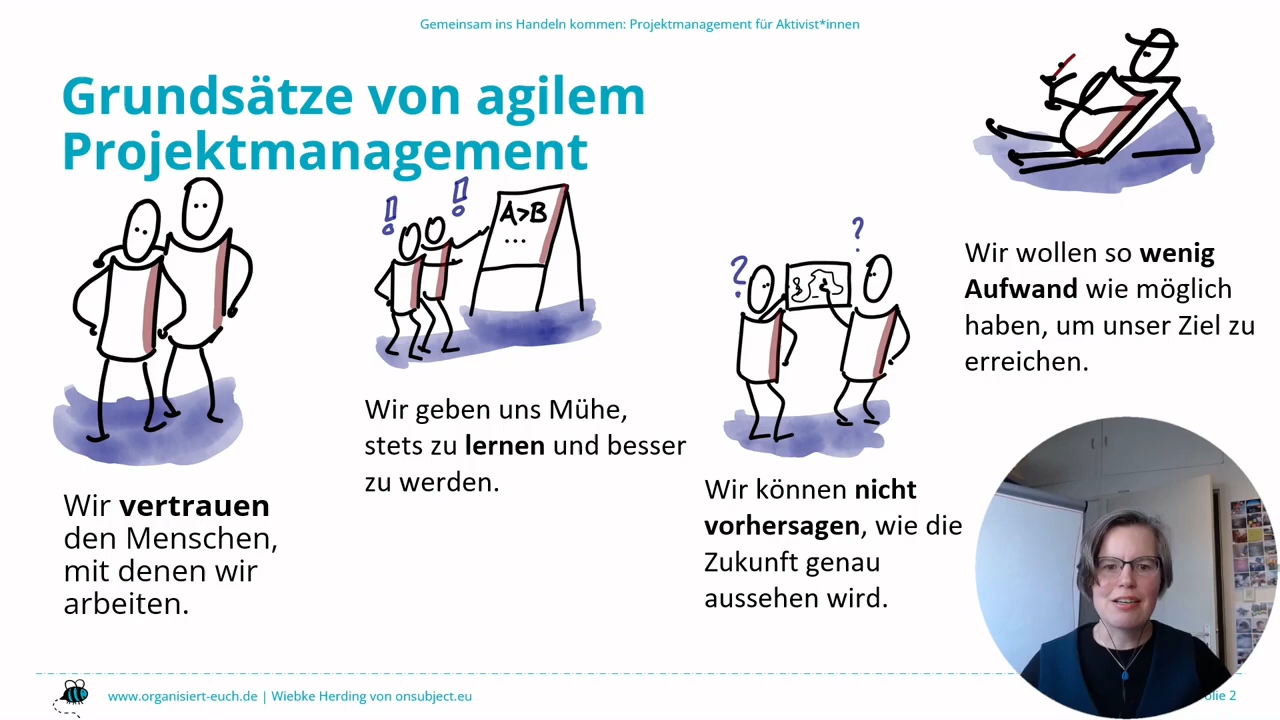 Gemeinsam ins Handeln kommen: Projektmanagement für Aktivist*innen
Grundsätze von agilem
Projektmanagement
A>B
...
Wir vertrauen
den Menschen,
mit denen wir
arbeiten.
Wir geben uns Mühe,
stets zu lernen und besser
zu werden.
?
?
Wir können nicht
vorhersagen, wie die
Zukunft genau
aussehen wird.
Wir wollen so wenig
Aufwand wie möglich
haben, um unser Ziel zu
erreichen.
www.organisiert-euch.de | Wiebke Herding von onsubject.eu
olie 2